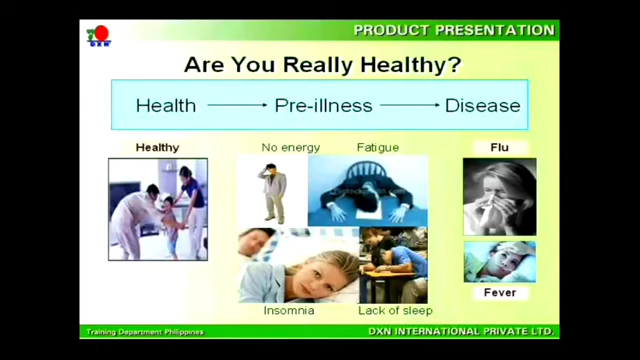 DXN
PRODUCT PRESENTATION
Are You Really Healthy?
Health Pre-illness Disease
Healthy
No energy
Fatigue
Flu
Insomnia
Lack of sleep
Fever
Training Department Philippines
DXN INTERNATIONAL PRIVATE LTD.